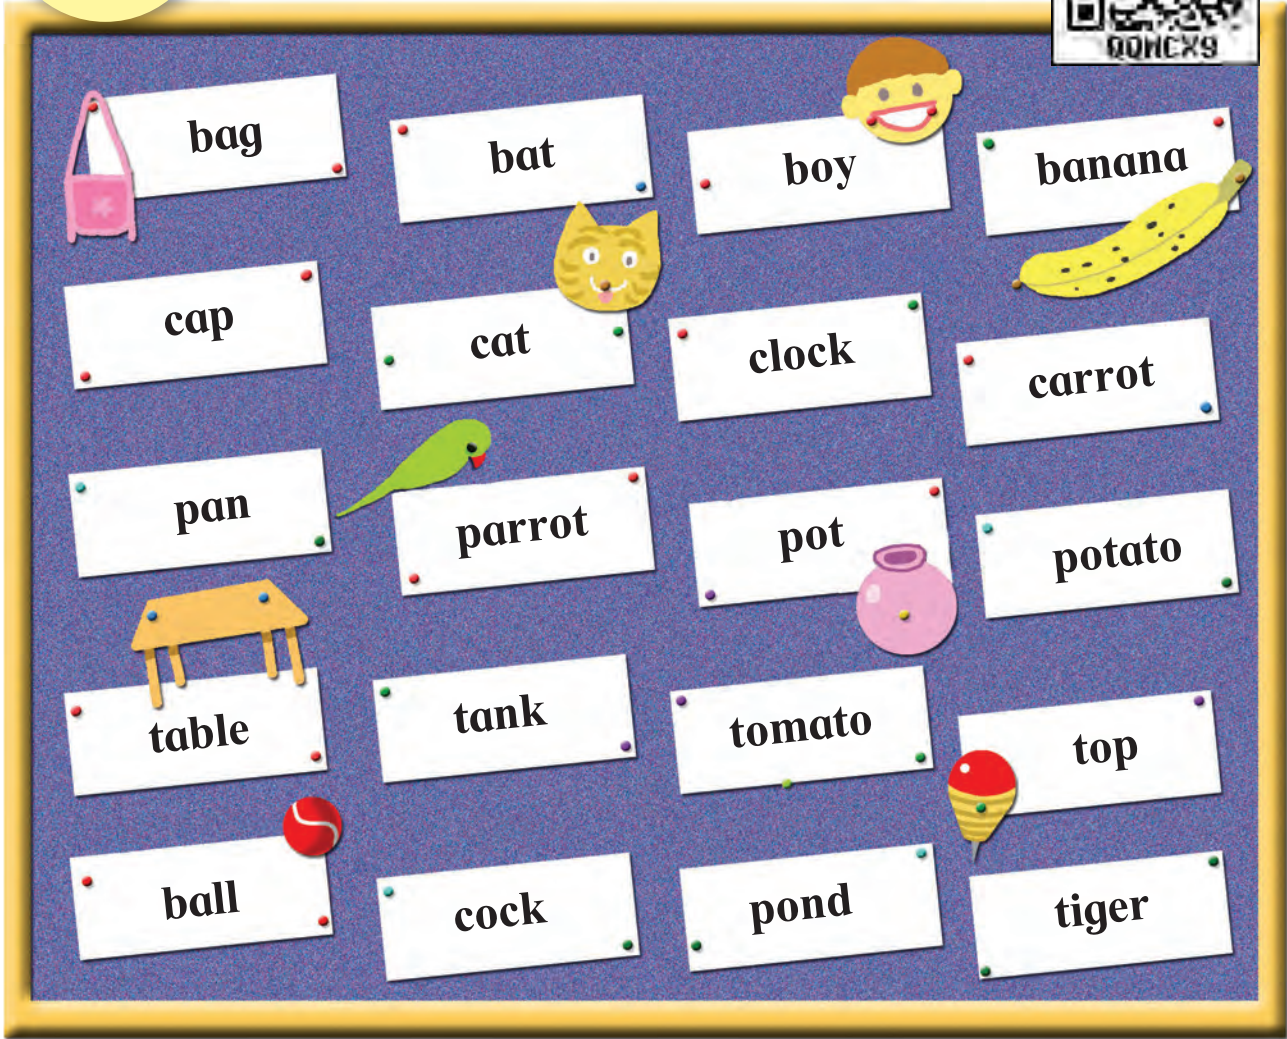 QQMCX9
bag
bat
boy
banana
cap
cat
clock
carrot
pan
parrot
pot
potato
table
tank
tomato
top
ball
cock
pond
tiger